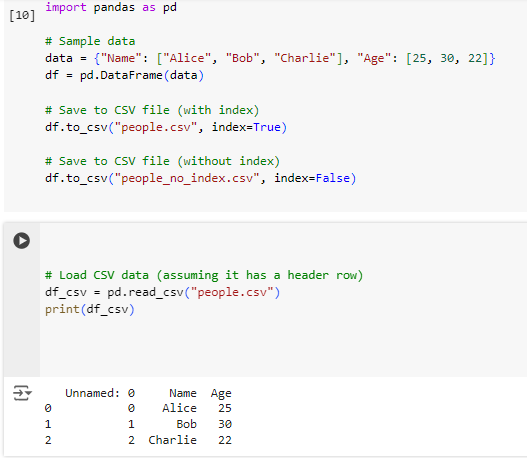 [10]
import pandas as pd
# Sample data
data = {"Name": ["Alice", "Bob", "Charlie"], "Age": [25, 30, 22]}
df = pd.DataFrame(data)
# Save to CSV file (with index)
df.to_csv("people.csv", index=True)
# Save to CSV file (without index)
df.to_csv("people_no_index.csv", index=False)
# Load CSV data (assuming it has a header row)
df_csv = pd.read_csv("people.csv")
print(df_csv)
Unnamed: 0 Name Age
0 0 Alice 25
1 1 Bob 30
2 2 Charlie 22